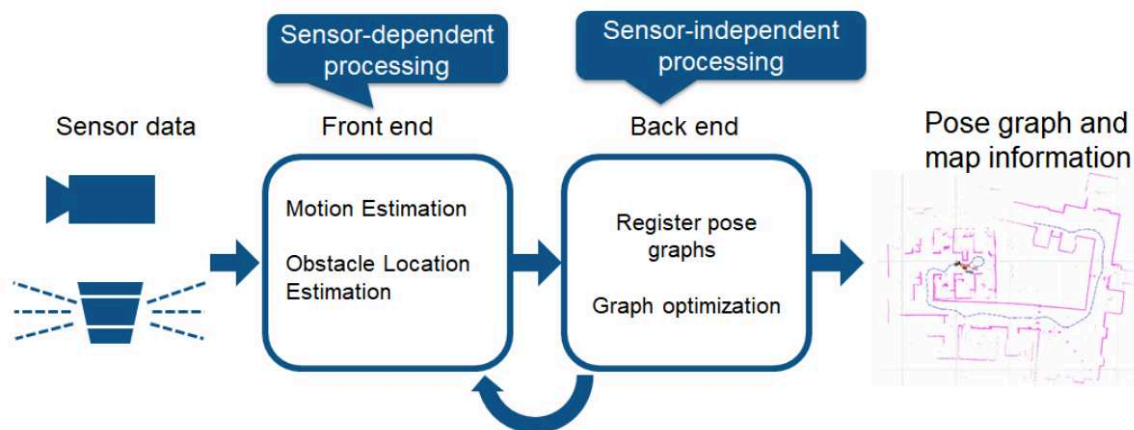 Sensor-dependent
processing
Sensor-independent
processing
Sensor data
Front end
Back end
Pose graph and
map information
Motion Estimation
Obstacle Location
Estimation
Register pose
graphs
Graph optimization